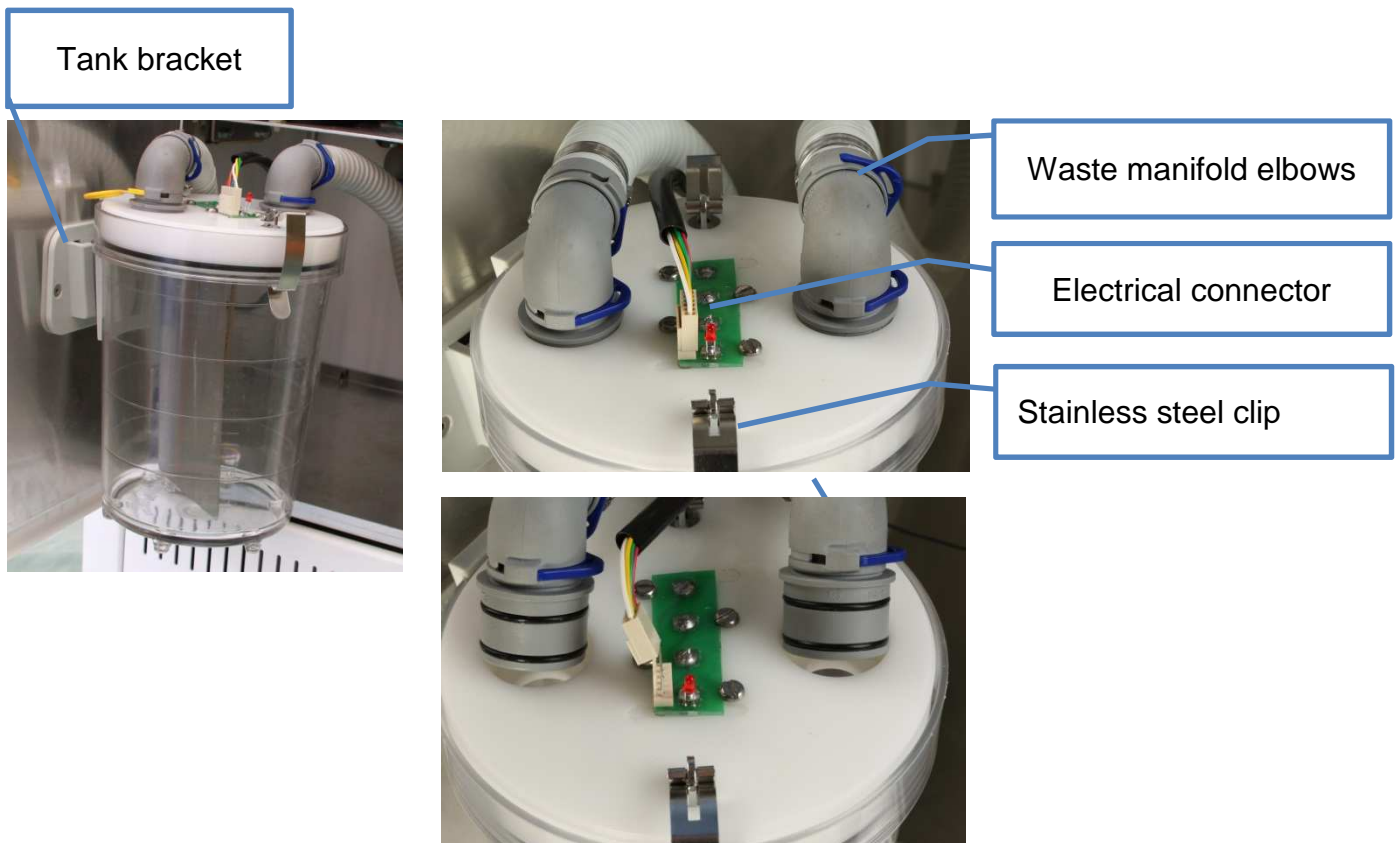 Tank bracket
Waste manifold elbows
Electrical connector
Stainless steel clip